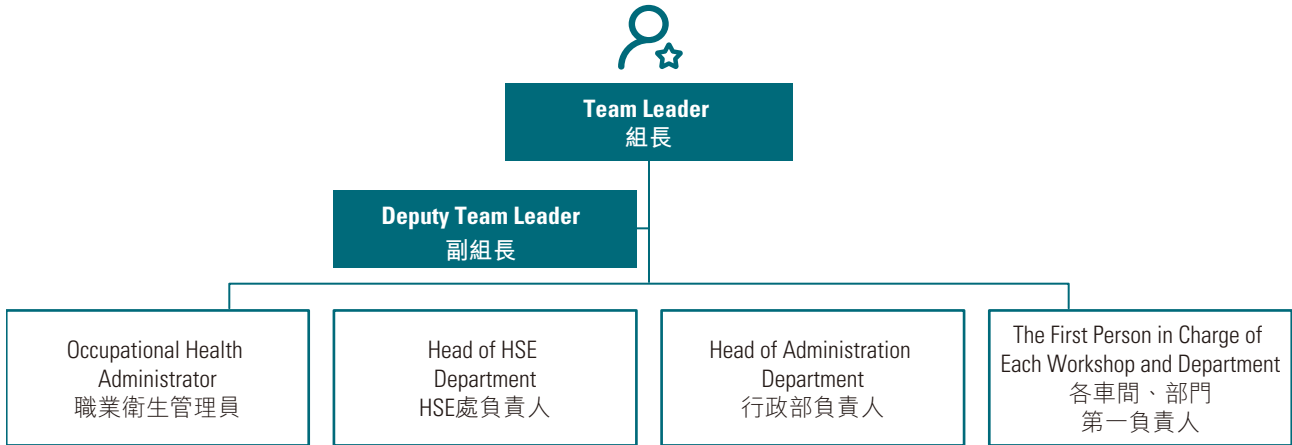 Team Leader
組長
Deputy Team Leader
副組長
Occupational Health
Administrator
職業衛生管理員
Head of HSE
Department
HSE處負責人
Head of Administration
Department
行政部負責人
The First Person in Charge of
Each Workshop and Department
各車間、部門
第一負責人